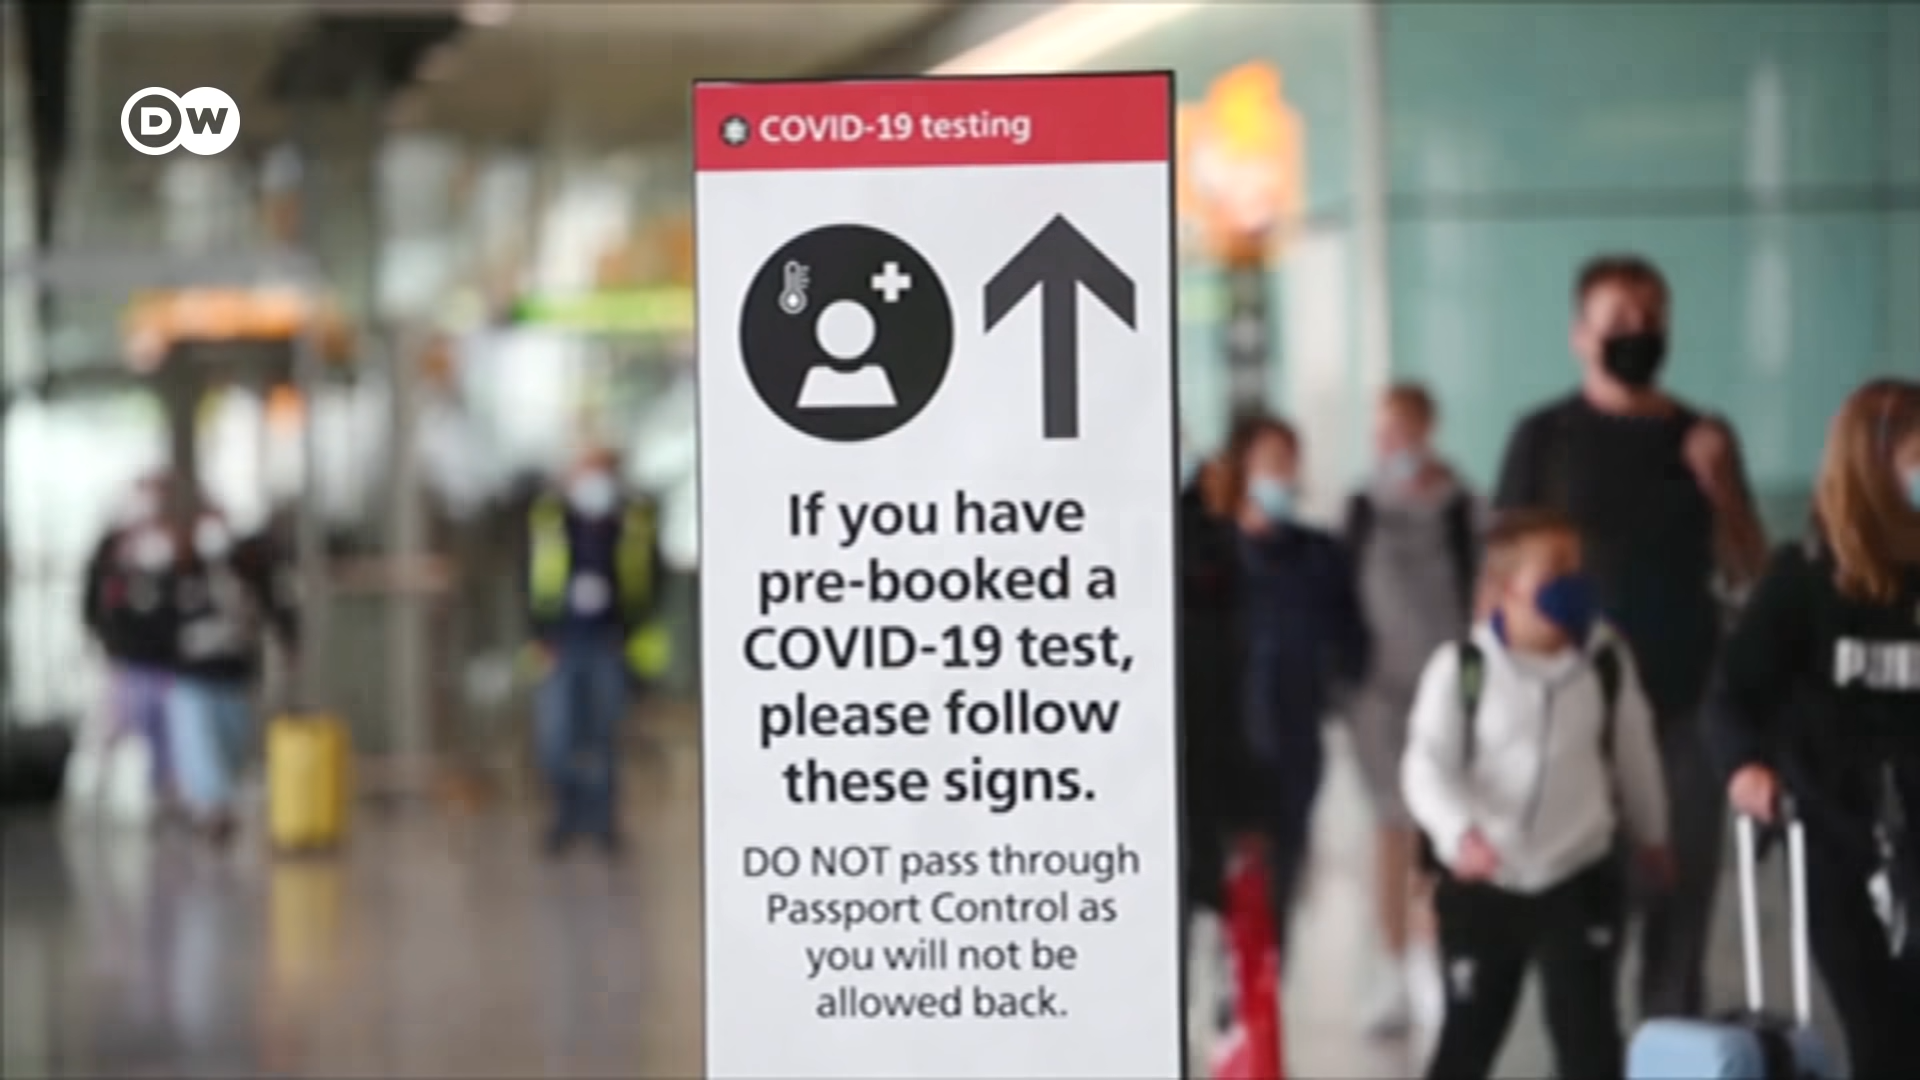 DW
COVID-19 testing
If you have
pre-booked a
COVID-19 test,
please follow
these signs.
DO NOT pass through
Passport Control as
you will not be
allowed back.